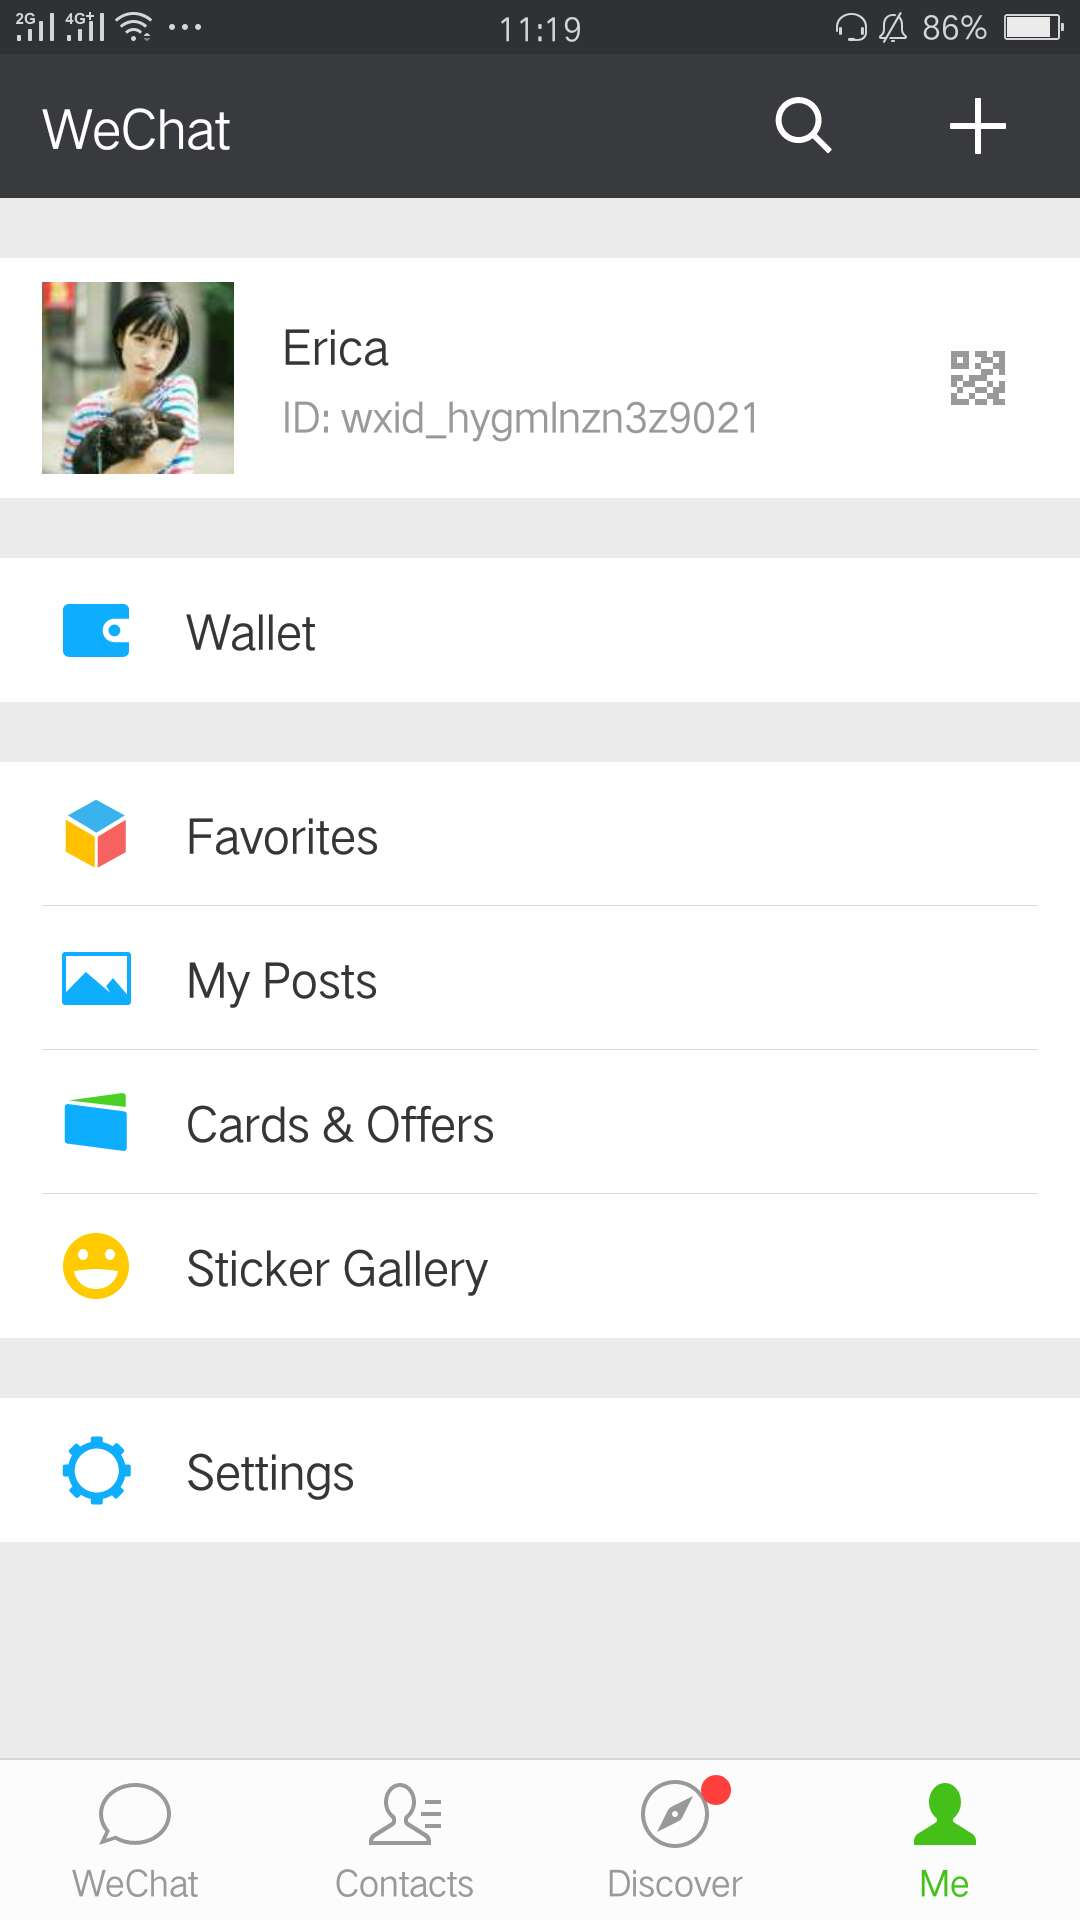 2G 4G+ 11:19 86%
WeChat
Erica
ID: wxid_hygmlnzn3z9021
Wallet
Favorites
My Posts
Cards & Offers
Sticker Gallery
Settings
WeChat Contacts Discover Me